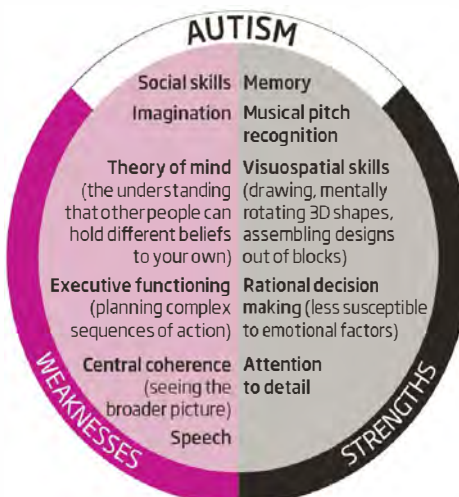 AUTISM
Social skills
Imagination
Theory of mind
(the understanding
that other people can
hold different beliefs
to your own)
Executive functioning
(planning complex
sequences of action)
Central coherence
(seeing the
broader picture)
Speech
WEAKNESSES
Memory
Musical pitch
recognition
Visuospatial skills
(drawing, mentally
rotating 3D shapes,
assembling designs
out of blocks)
Rational decision
making (less susceptible
to emotional factors)
Attention
to detail
STRENGTHS